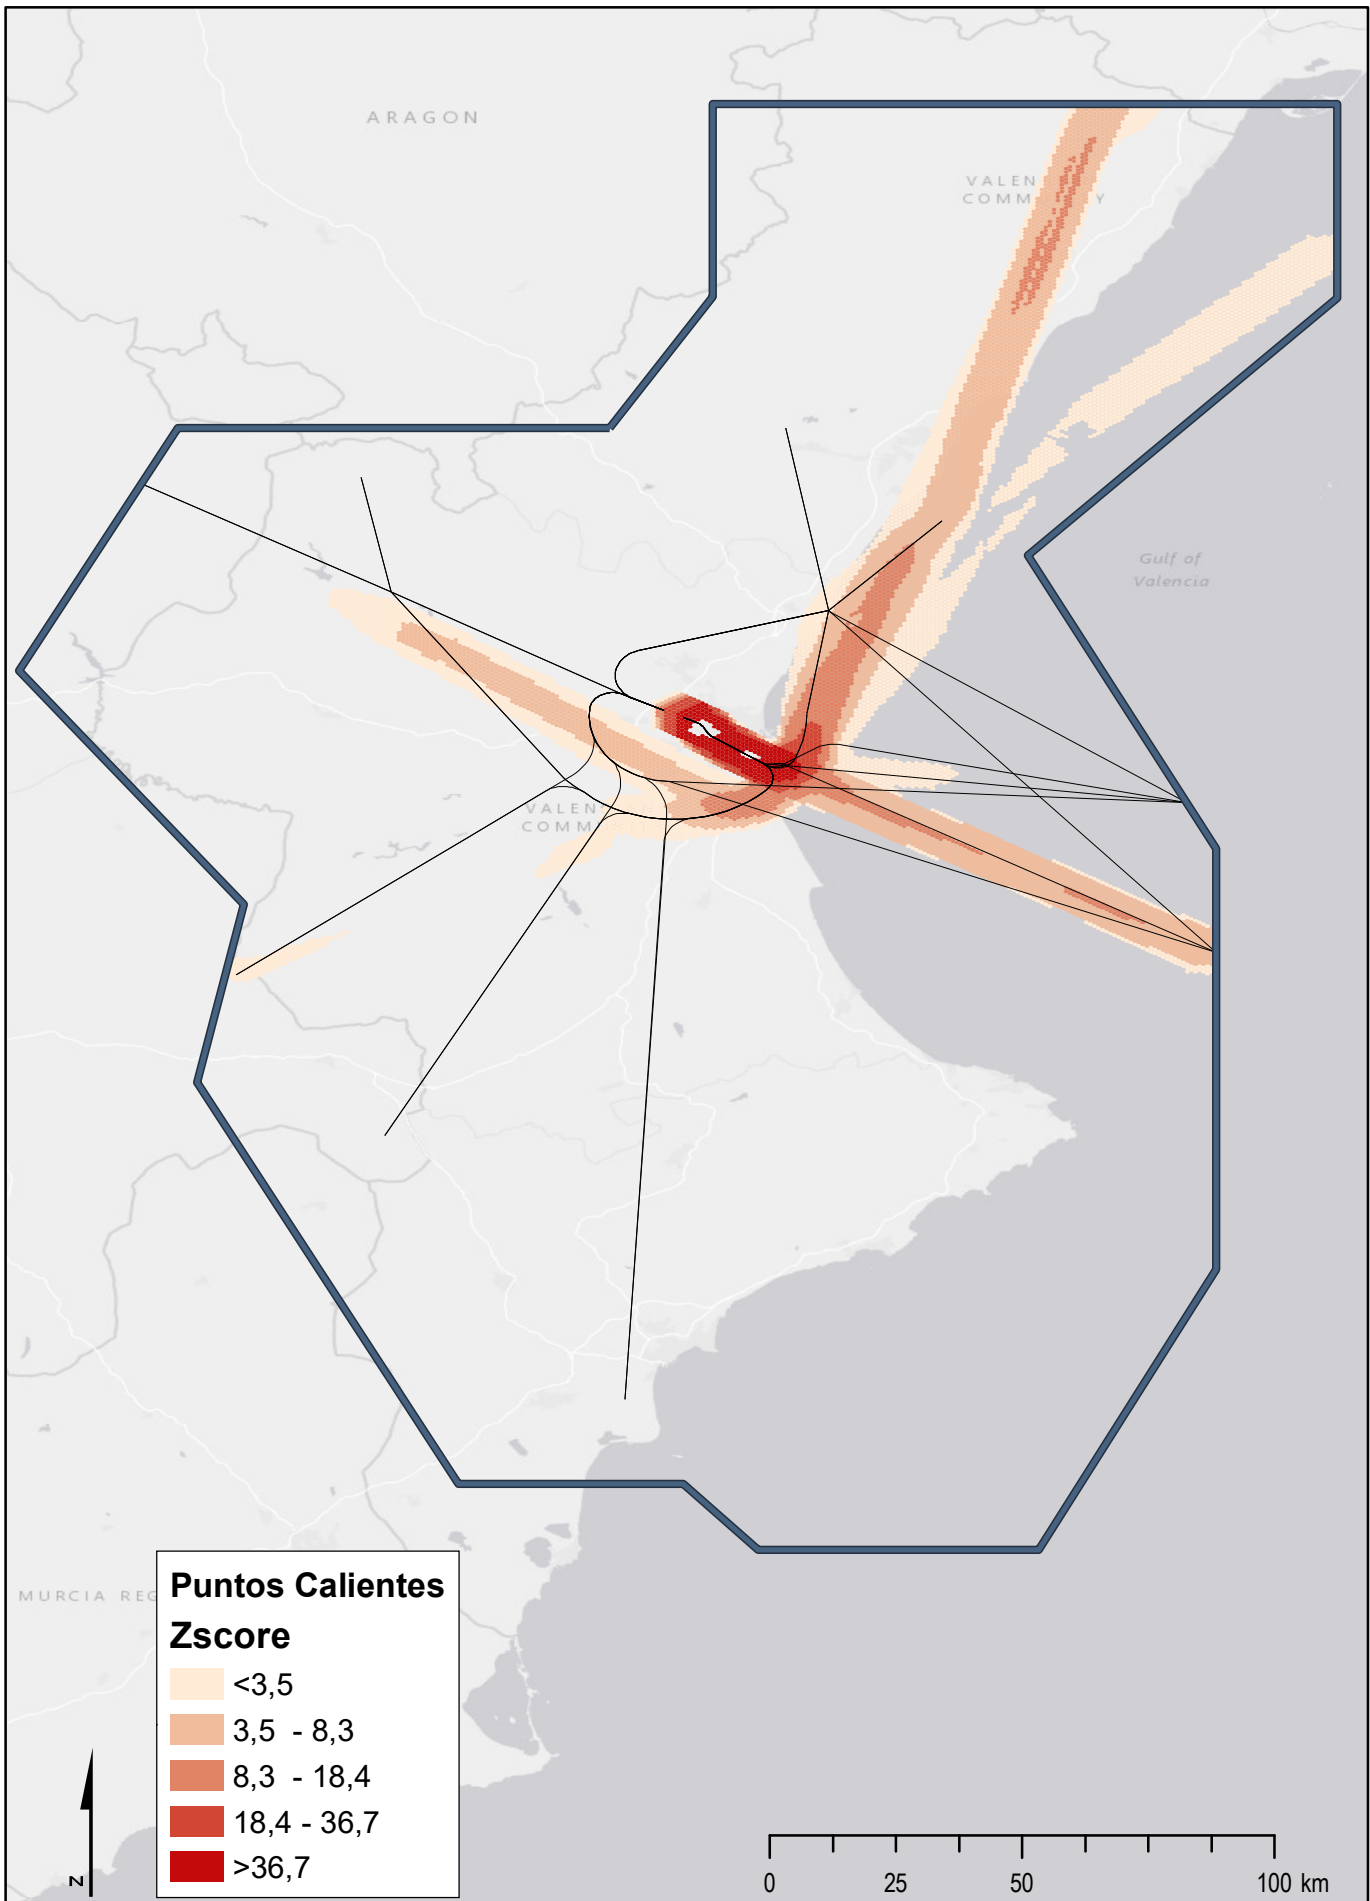 ARAGON
VALEN
COMM Y
Gulf of
Valencia
VALEN
COMM
MURCIA REG
Puntos Calientes
Zscore
<3,5
3,5 - 8,3
8,3 - 18,4
18,4 - 36,7
>36,7
N
0 25 50 100 km